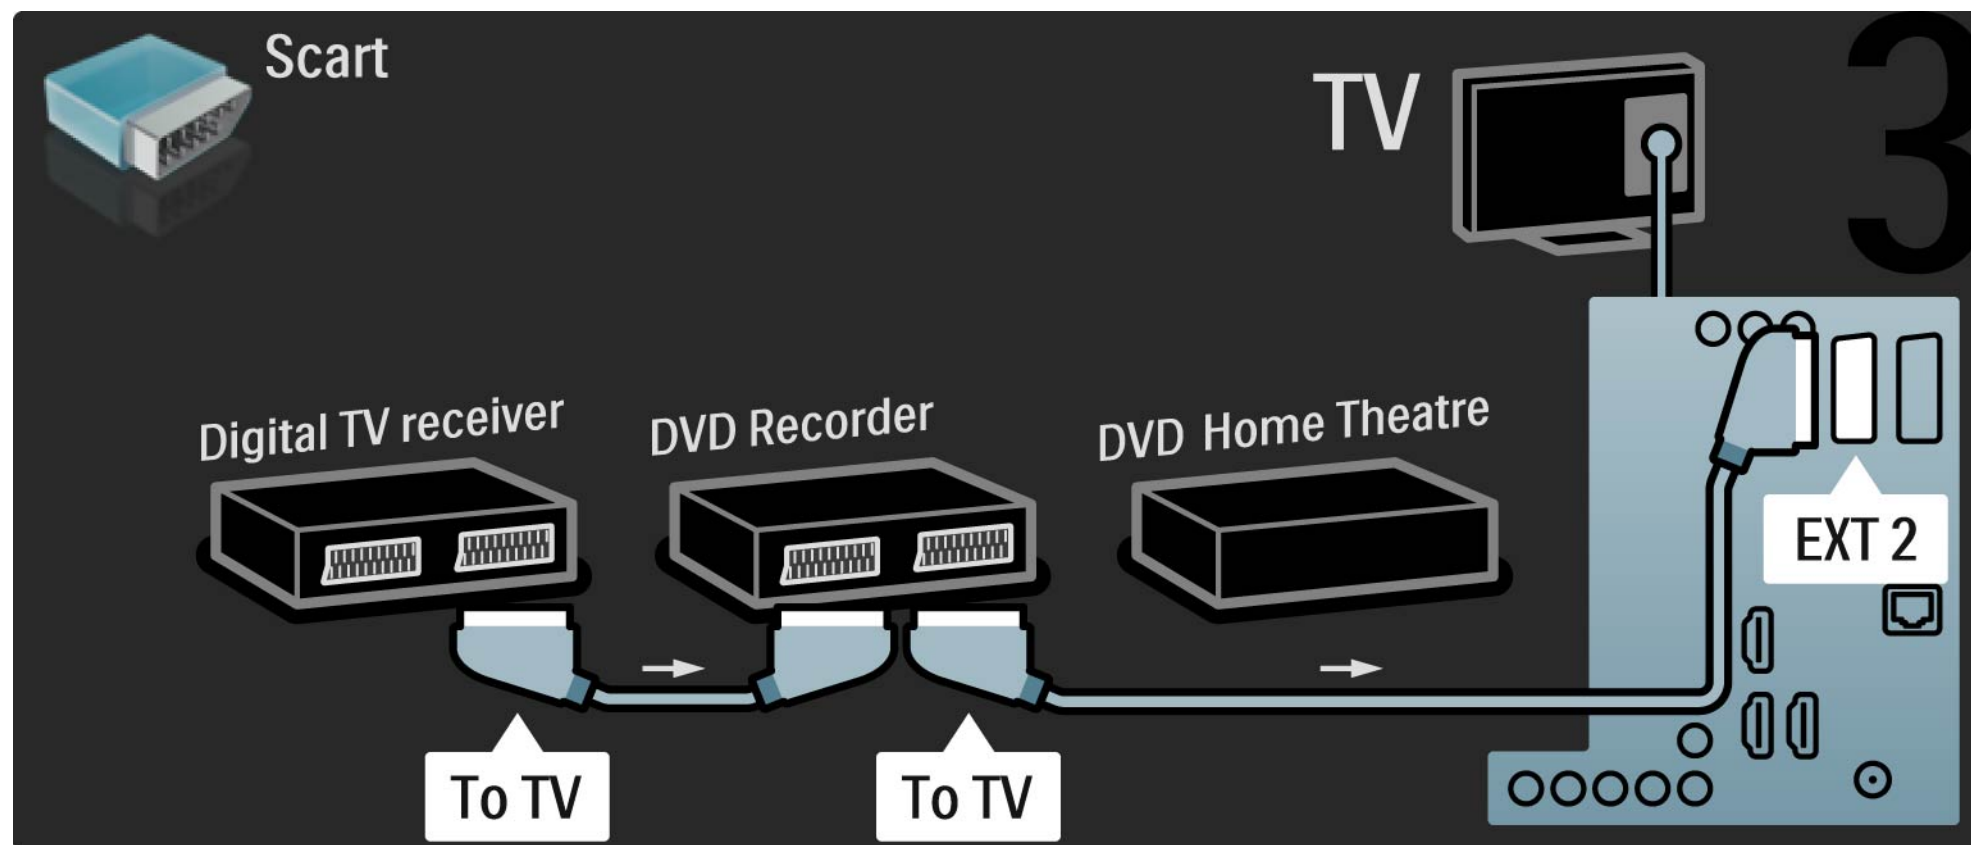 Scart
TV
3
Digital TV receiver
DVD Recorder
DVD Home Theatre
EXT 2
To TV
To TV